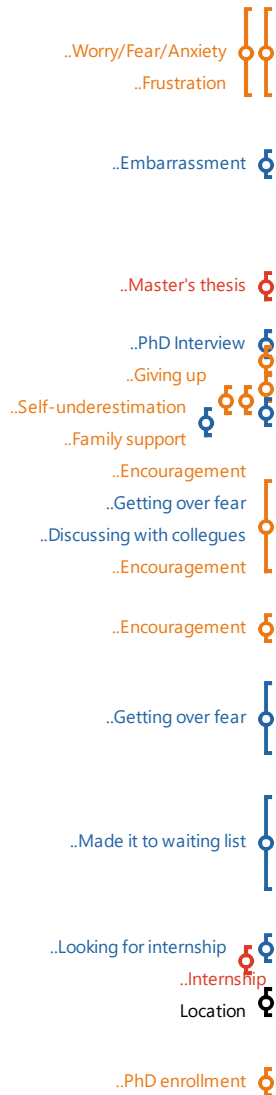 ..Worry/Fear/Anxiety
..Frustration
..Embarrassment
..Master's thesis
..PhD Interview
..Giving up
..Self-underestimation
..Family support
..Encouragement
..Getting over fear
..Discussing with collegues
..Encouragement
..Encouragement
..Getting over fear
..Made it to waiting list
..Looking for internship
..Internship
Location
..PhD enrollment